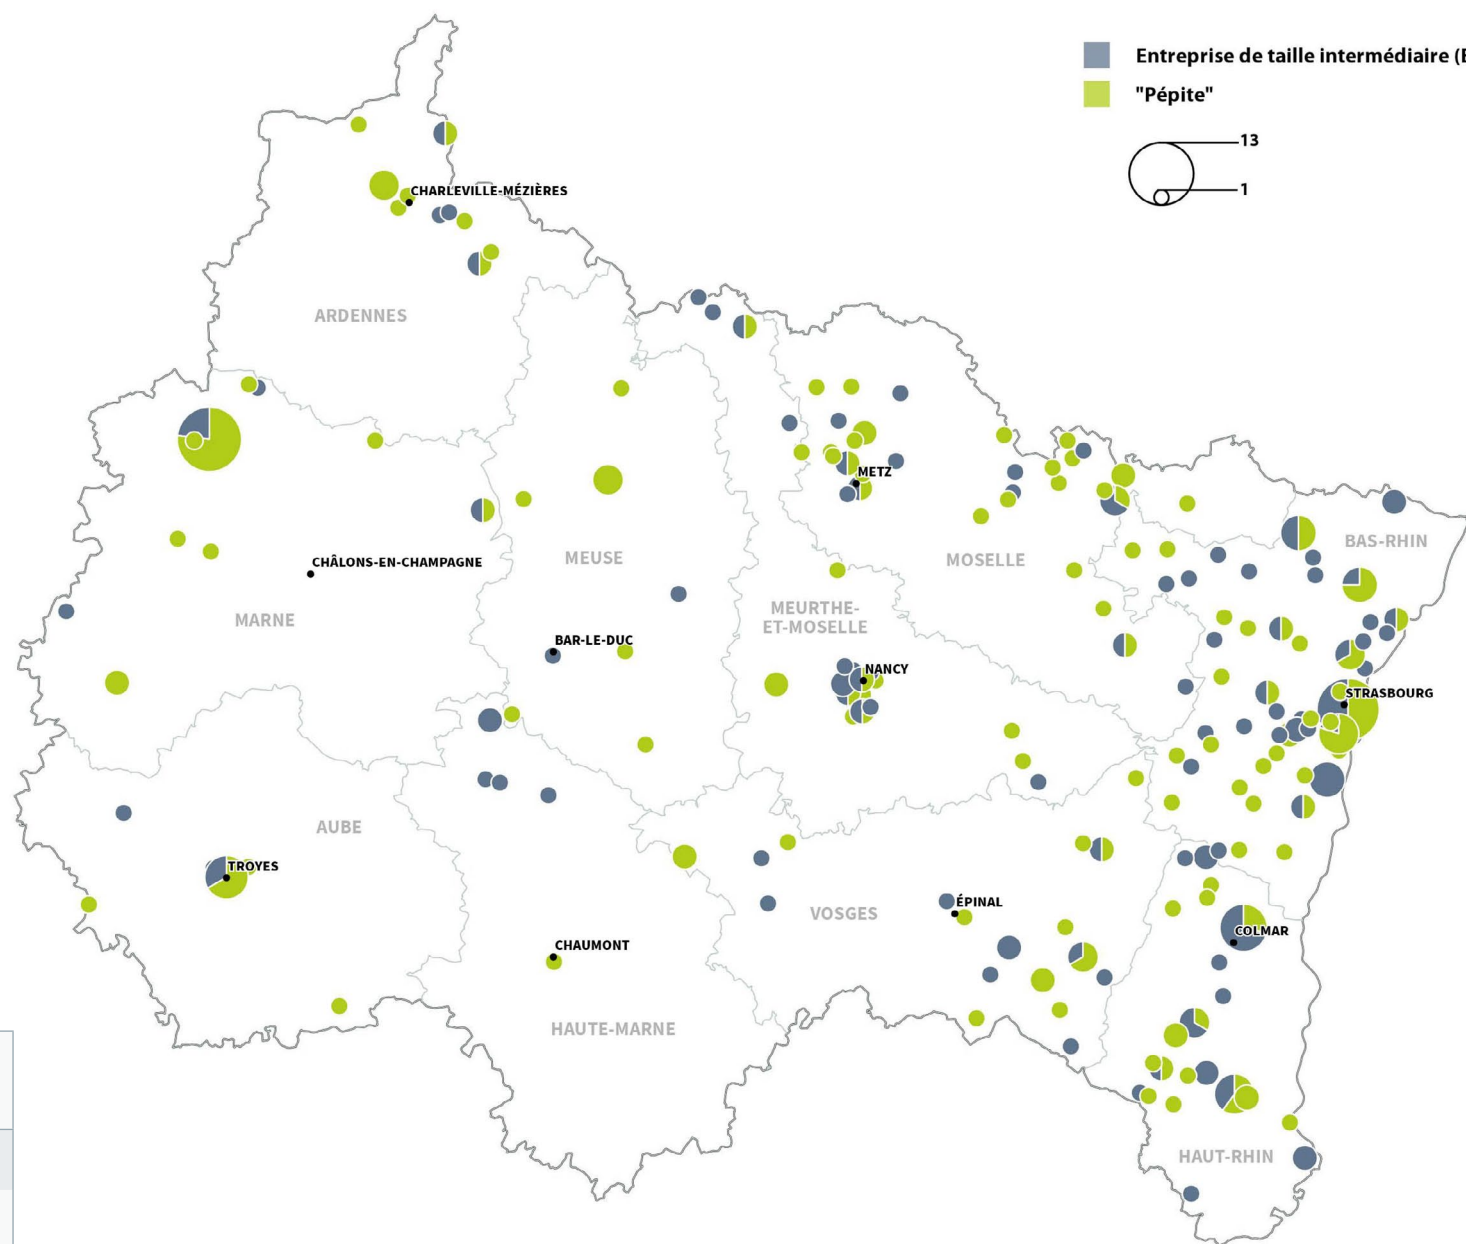 Entreprise de taille intermédiaire (
"Pépite"
13
1
CHARLEVILLE-MÉZIÈRES
ARDENNES
METZ
CHÂLONS-EN-CHAMPAGNE
MEUSE
MOSELLE
BAS-RHIN
MARNE
MEURTHE-
ET-MOSELLE
BAR-LE-DUC
NANCY
STRASBOURG
AUBE
TROYES
VOSGES
ÉPINAL
COLMAR
CHAUMONT
HAUTE-MARNE
HAUT-RHIN